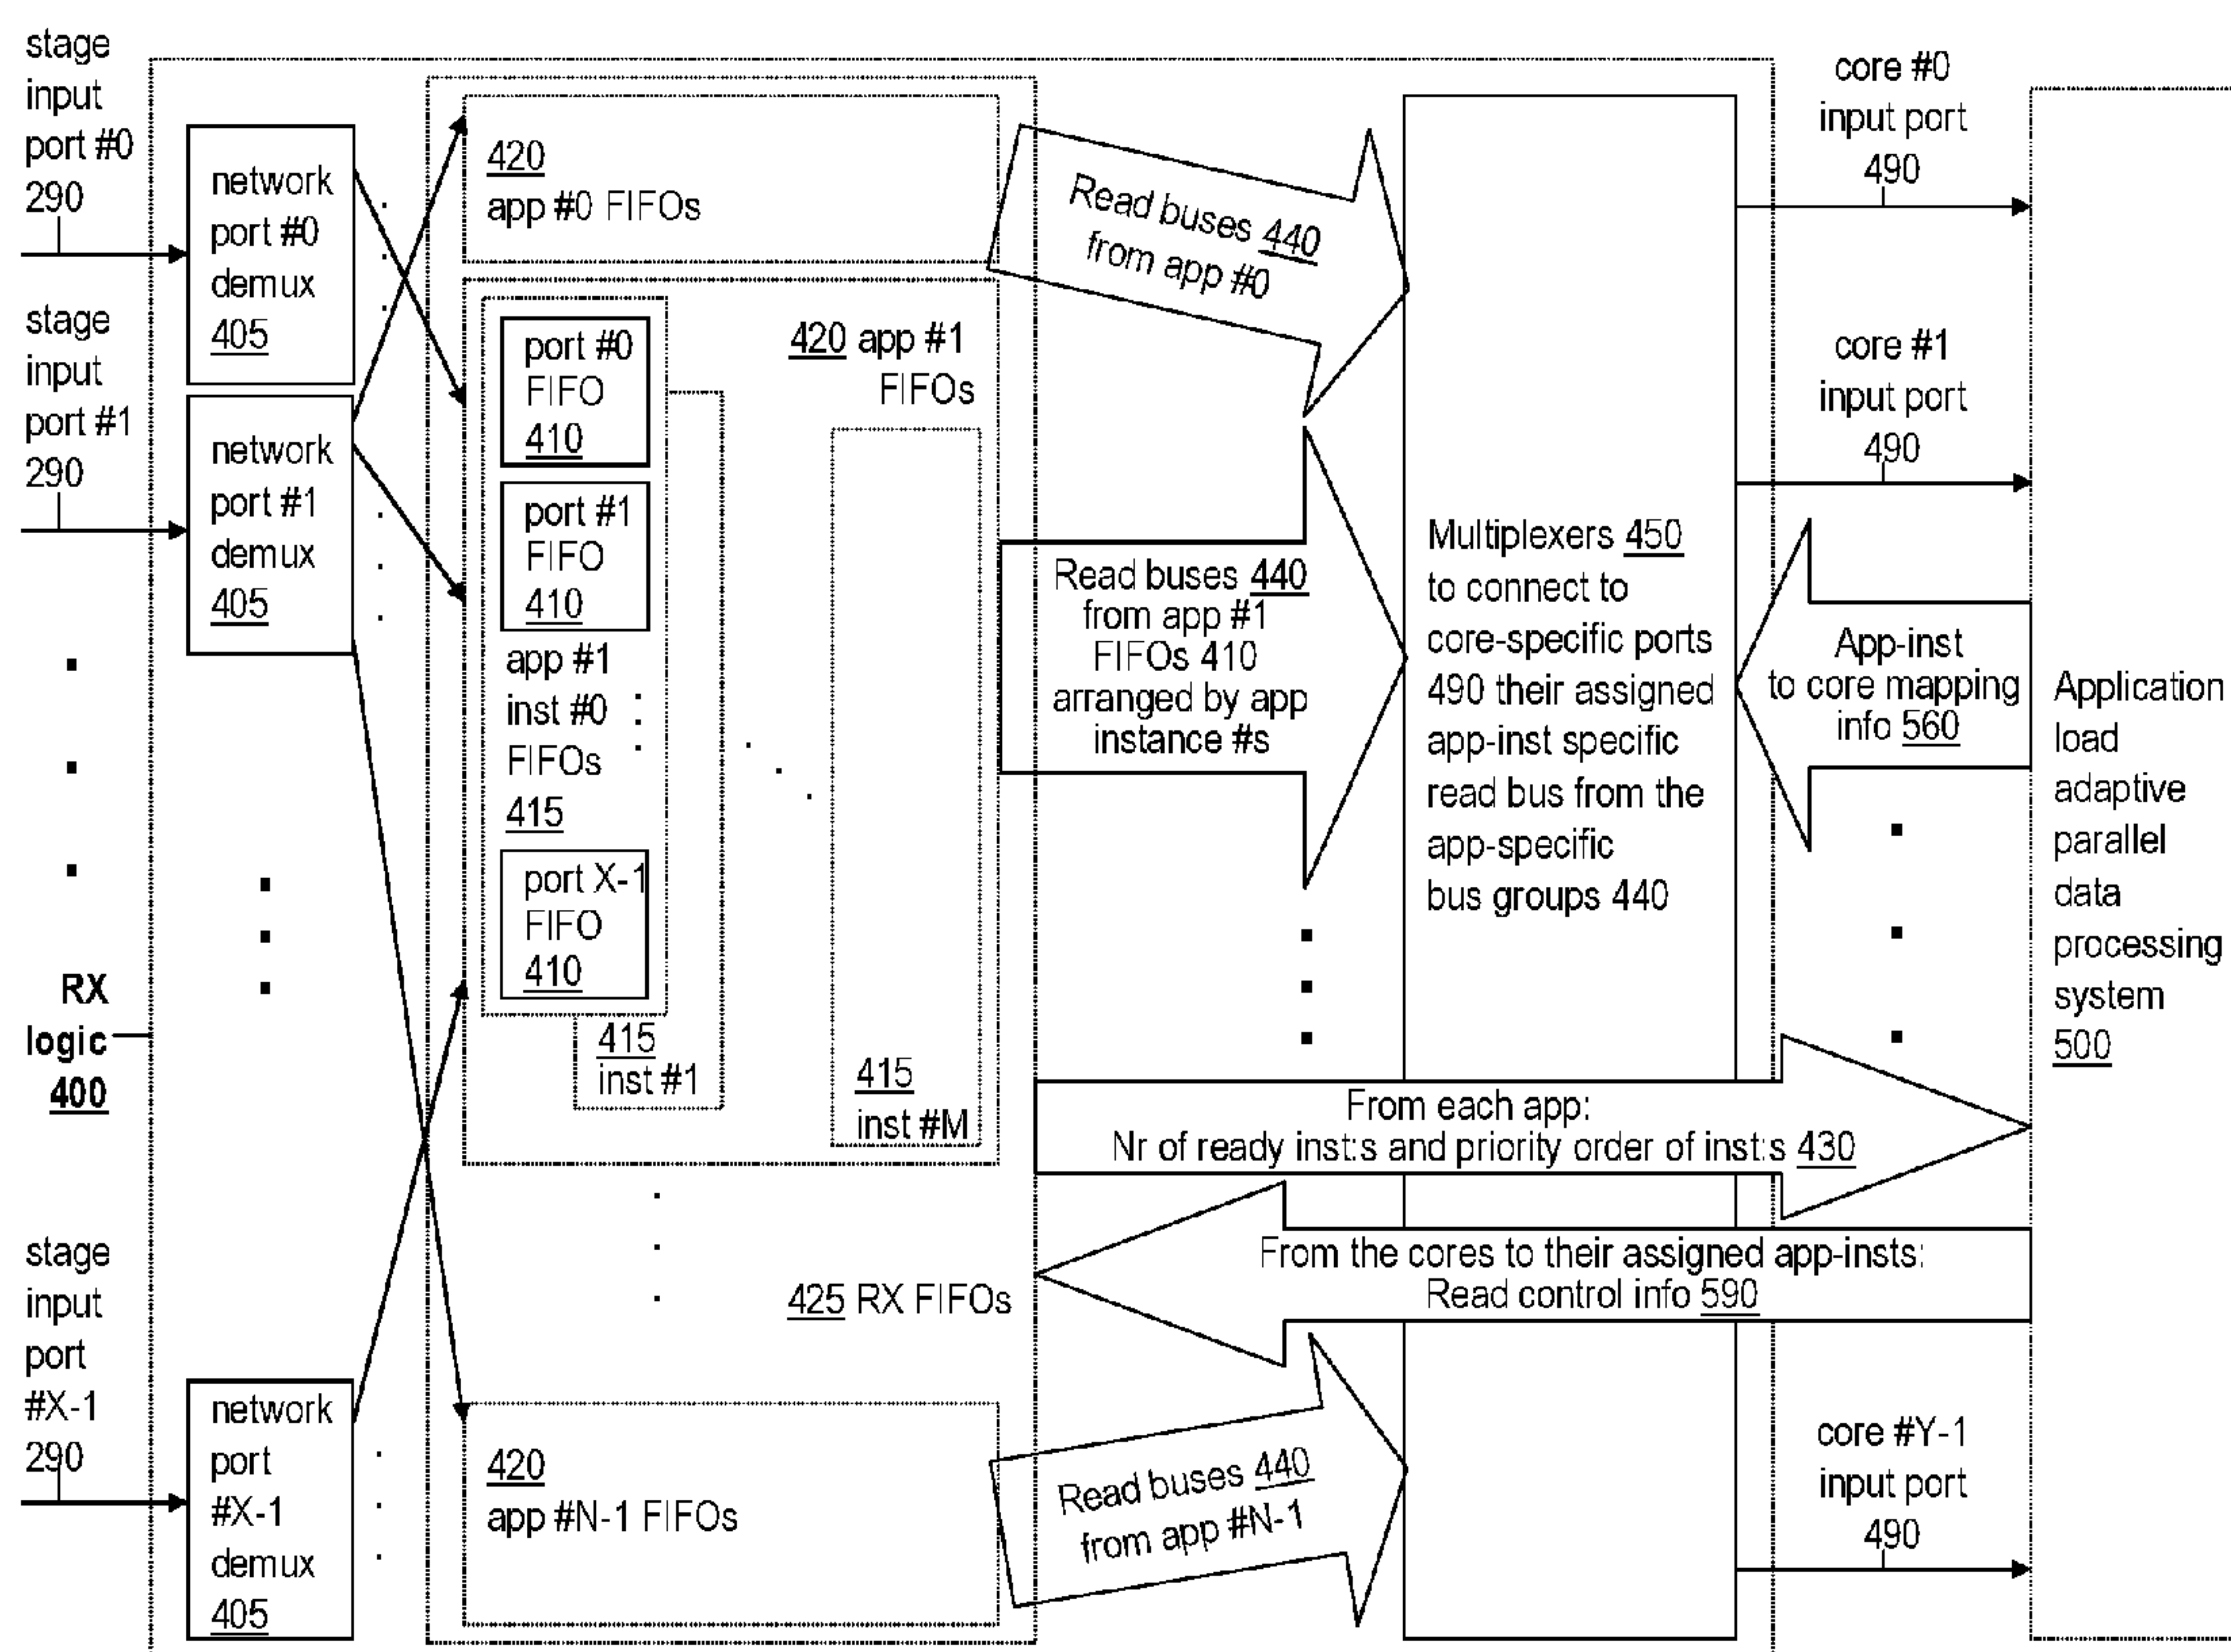 stage
input
port #0
290
stage
input
port #1
290
RX
logic
400
stage
input
port
#X-1
290
network
port #0
demux
405
network
port #1
demux
405
network
port
#X-1
demux
405
420
app #0 FIFOs
port #0
FIFO
410
port #1
FIFO
410
app #1
inst #0
FIFOs
415
port X-1
FIFO
410
415
inst #1
420 app #1
FIFOs
415
inst #M
425 RX FIFOs
420
app #N-1 FIFOs
Read buses 440
from app #0
Read buses 440
from app #1
FIFOs 410
arranged by app
instance #s
Read buses 440
from app #N-1
Multiplexers 450
to connect to
core-specific ports
490 their assigned
app-inst specific
read bus from the
app-specific
bus groups 440
From each app:
Nr of ready inst:s and priority order of inst:s 430
From the cores to their assigned app-insts:
Read control info 590
core #0
input port
490
core #1
input port
490
App-inst
to core mapping
info 560
core #Y-1
input port
490
Application
load
adaptive
parallel
data
processing
system
500